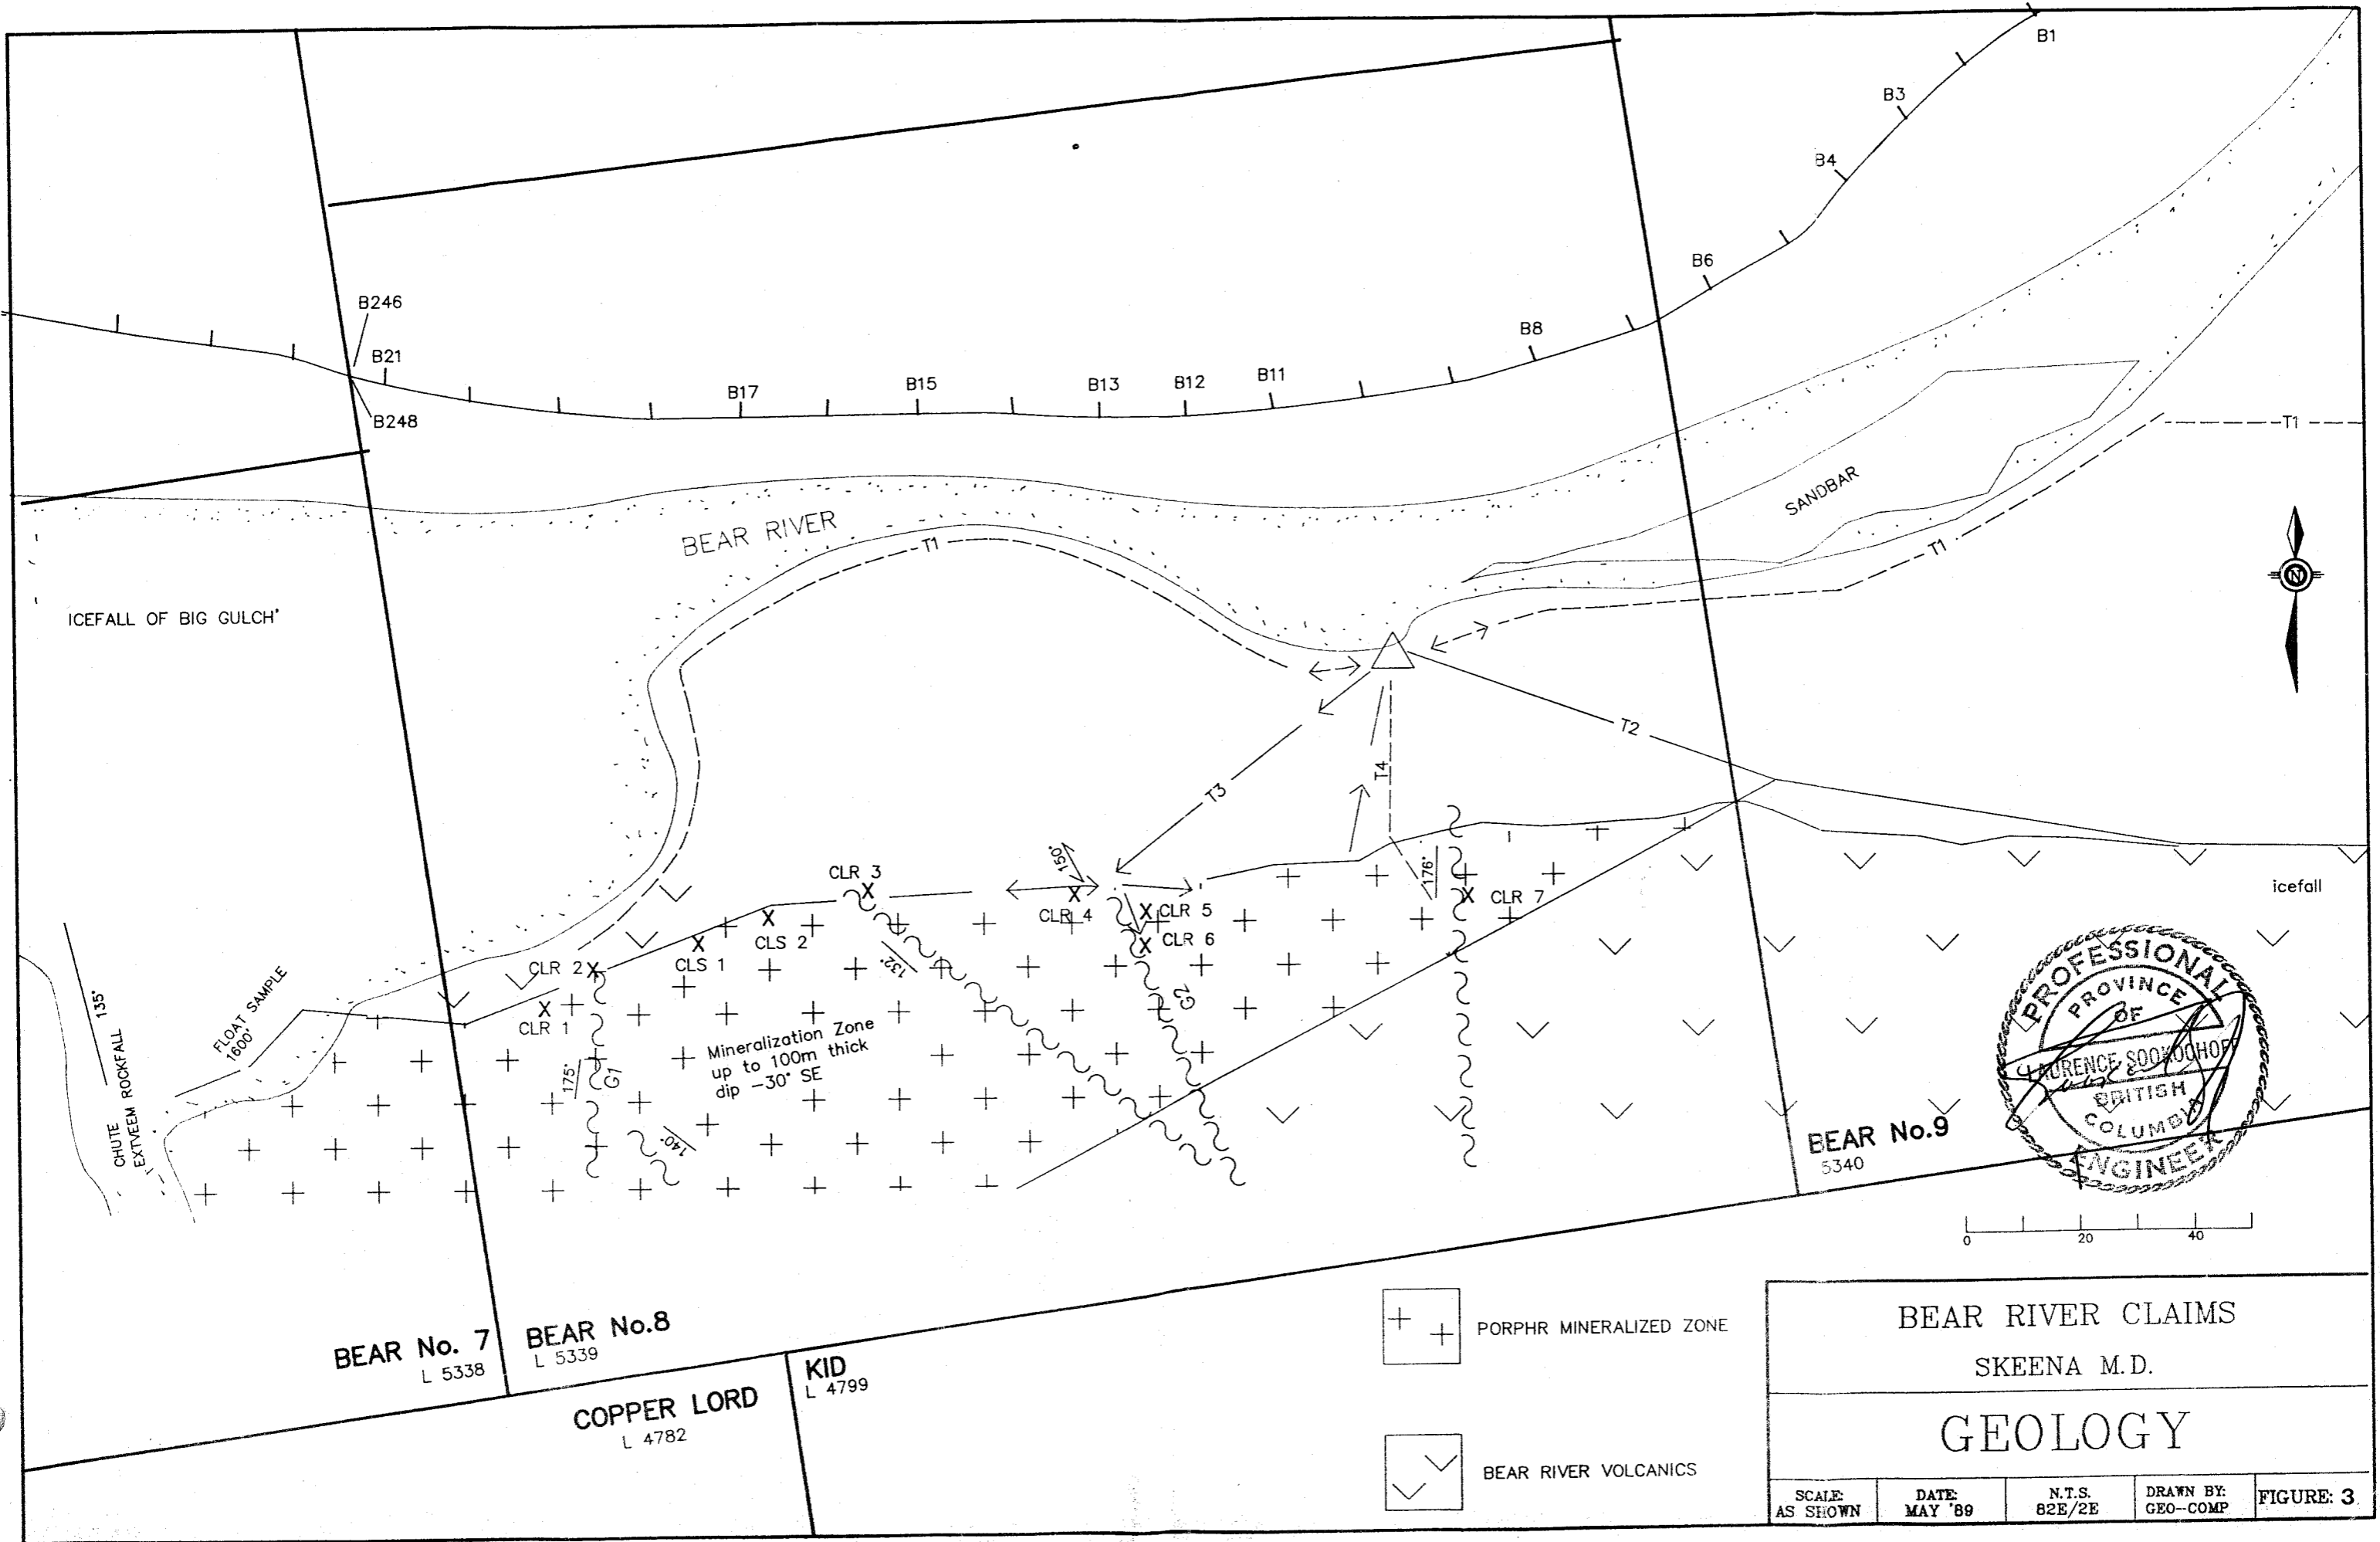 B1
B3
B4
B6
B8
B246
B21
B248
B17
B15
B13
B12
B11
T1
BEAR RIVER
T1
SANDBAR
T1
N
ICEFALL OF BIG GULCH'
T2
T3
T4
icefall
CLR 3
150°
CLR 4
CLR 5
CLR 6
176°
CLR 7
CLS 2
CLS 1
132°
CLR 2
CLR 1
G2
135°
CHUTE
EXTVEEM ROCKFALL
FLOAT SAMPLE
1600'
Mineralization Zone
up to 100m thick
dip -30° SE
175°
G1
140°
PROFESSIONAL
PROVINCE
OF
LAURENCE SOOKOCHOFF
BRITISH
COLUMBIA
ENGINEER
BEAR No.9
5340
0 20 40
BEAR No. 7
L 5338
BEAR No.8
L 5339
COPPER LORD
L 4782
KID
L 4799
PORPHR MINERALIZED ZONE
BEAR RIVER VOLCANICS
BEAR RIVER CLAIMS
SKEENA M.D.
GEOLOGY
SCALE:
AS SHOWN
DATE:
MAY '89
N.T.S.
82E/2E
DRAWN BY:
GEO-COMP
FIGURE: 3